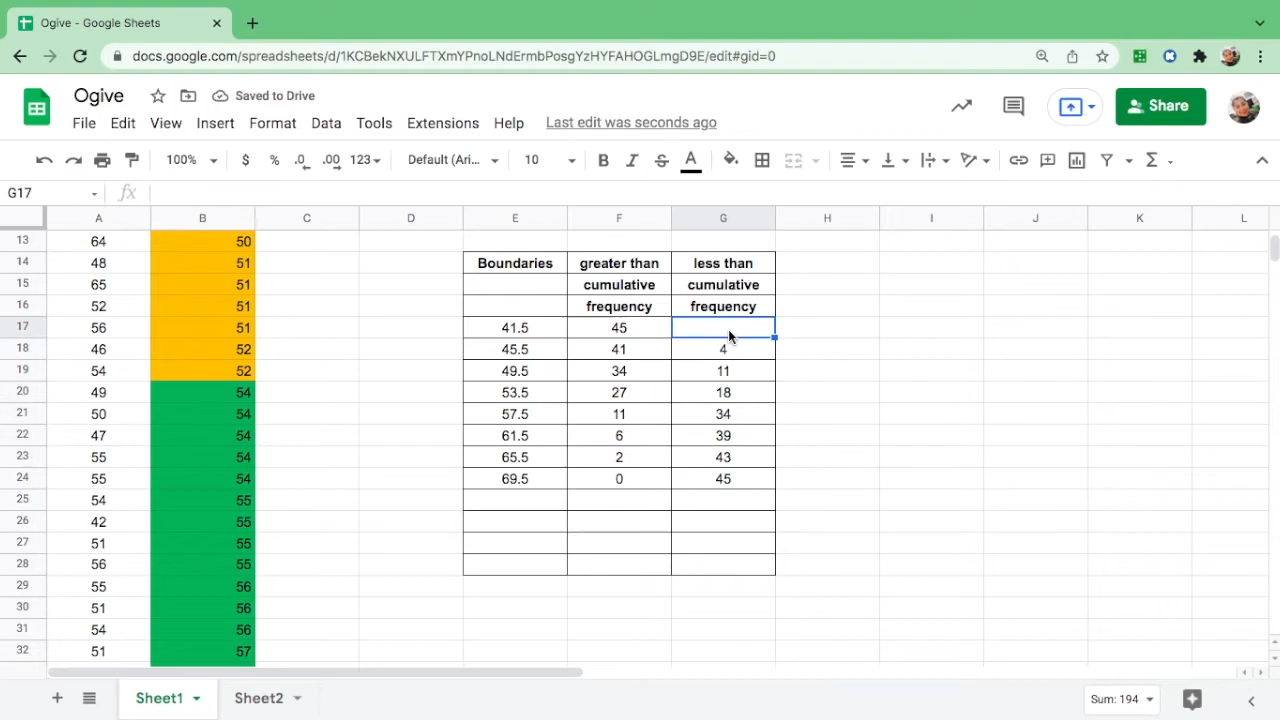 Ogive - Google Sheets
docs.google.com/spreadsheets/d/1KCBekNXULFTXmYPnoLNdErmbPosgYzHYFAHOGLmgD9E/edit#gid=0
Ogive Saved to Drive
Share
File Edit View Insert Format Data Tools Extensions Help Last edit was seconds ago
100% $ % .0 .00 123 Default (Ari... 10 B I S A
G17 fx
A B C D E F G H I J K L
13 64 50
14 48 51 Boundaries greater than less than
15 65 51 cumulative cumulative
16 52 51 frequency frequency
17 56 51 41.5 45
18 46 52 45.5 41 4
19 54 52 49.5 34 11
20 49 54 53.5 27 18
21 50 54 57.5 11 34
22 47 54 61.5 6 39
23 55 54 65.5 2 43
24 55 54 69.5 0 45
25 54 55
26 42 55
27 51 55
28 56 55
29 55 56
30 51 56
31 54 56
32 51 57
Sheet1 Sheet2 Sum: 194